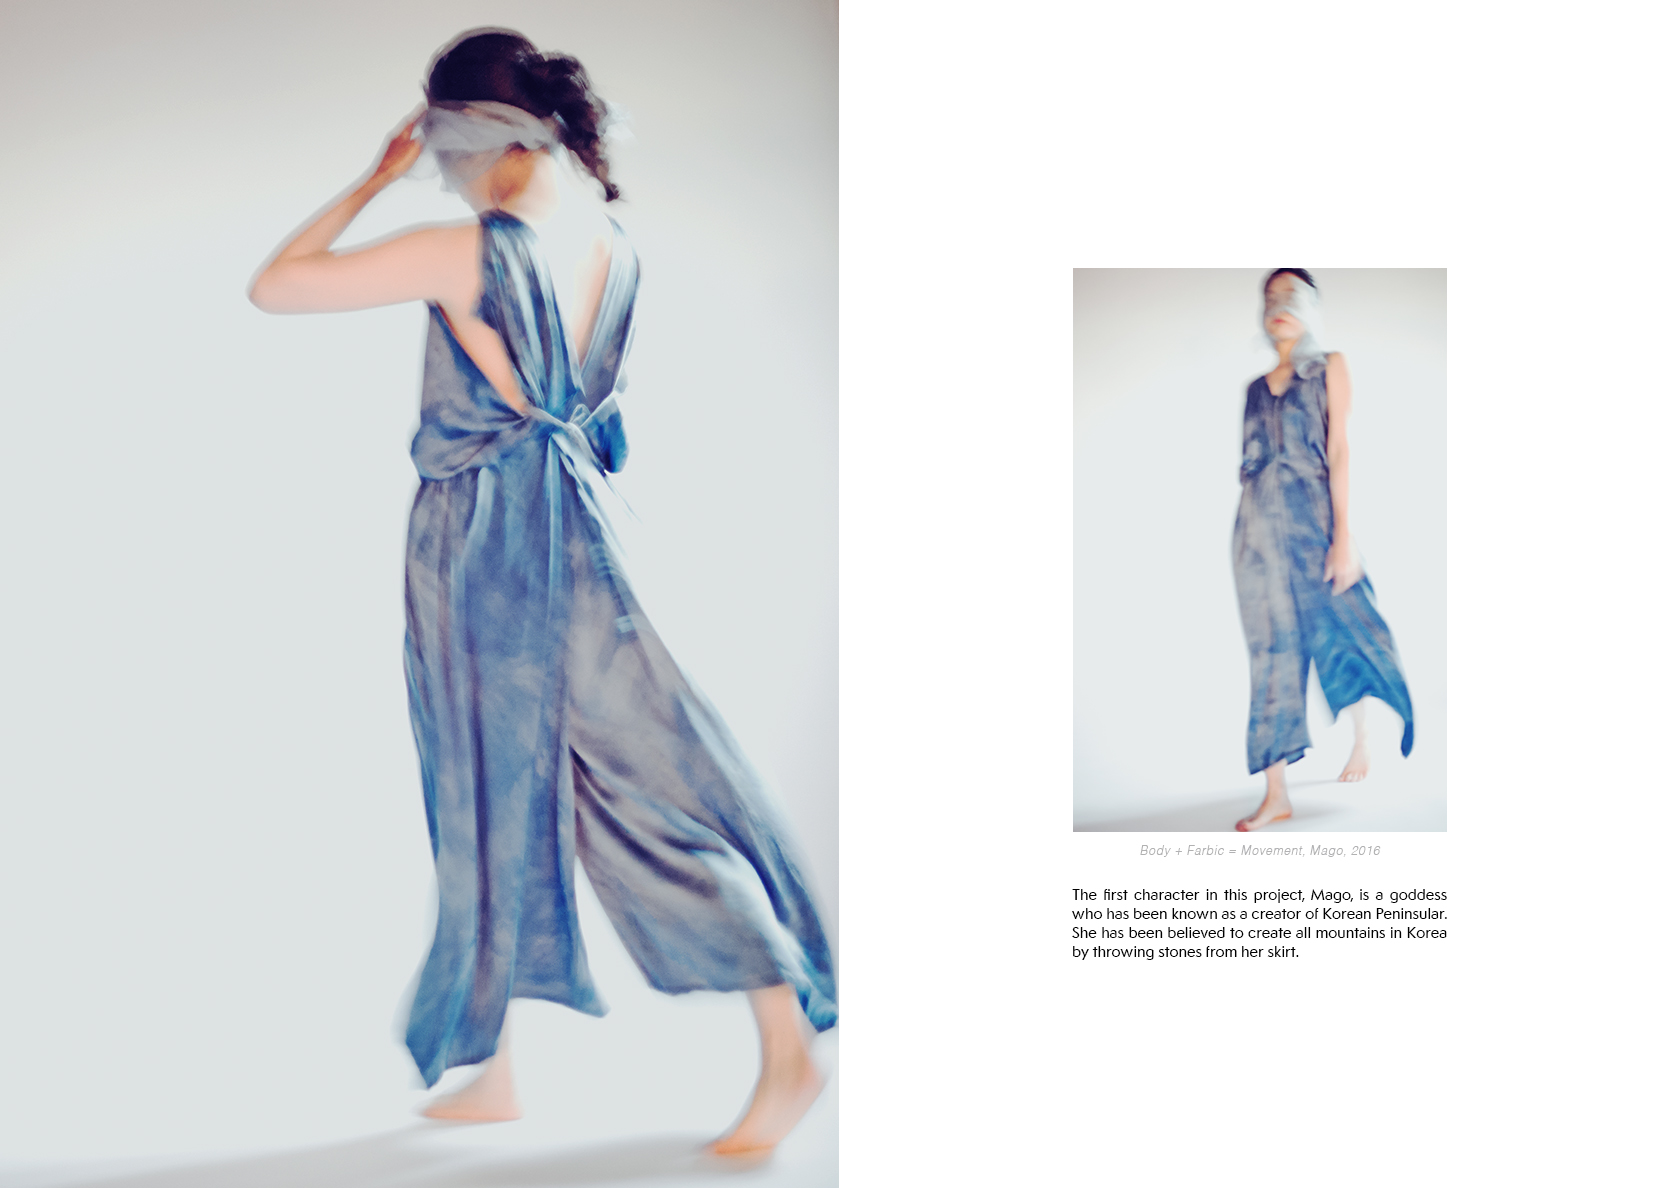 Body + Farbic = Movement, Mago, 2016
The first character in this project, Mago, is a goddess
who has been known as a creator of Korean Peninsular.
She has been believed to create all mountains in Korea
by throwing stones from her skirt.